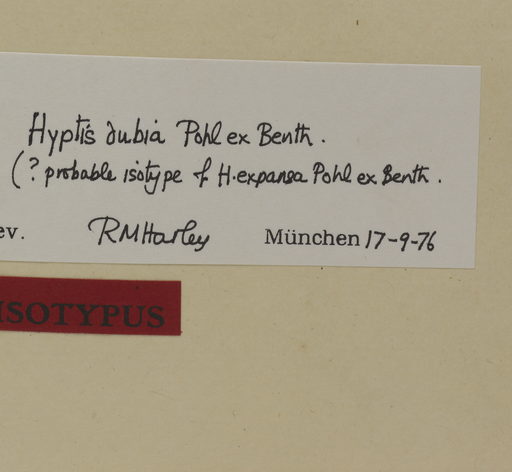 Hyptis dubia Pohl ex Benth.
(? probable isotype of H. expansa Pohl ex Benth.
ev. RMHarley München 17-9-76
ISOTYPUS